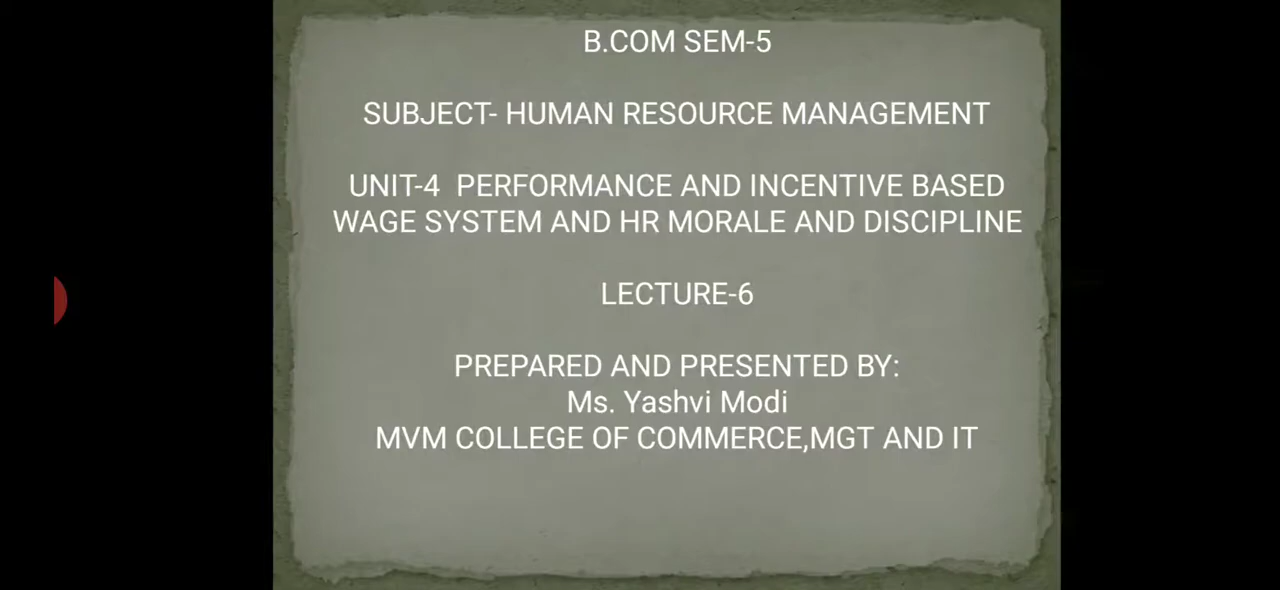 B.COM SEM-5
SUBJECT- HUMAN RESOURCE MANAGEMENT
UNIT-4  PERFORMANCE AND INCENTIVE BASED
WAGE SYSTEM AND HR MORALE AND DISCIPLINE
LECTURE-6
PREPARED AND PRESENTED BY:
Ms. Yashvi Modi
MVM COLLEGE OF COMMERCE,MGT AND IT